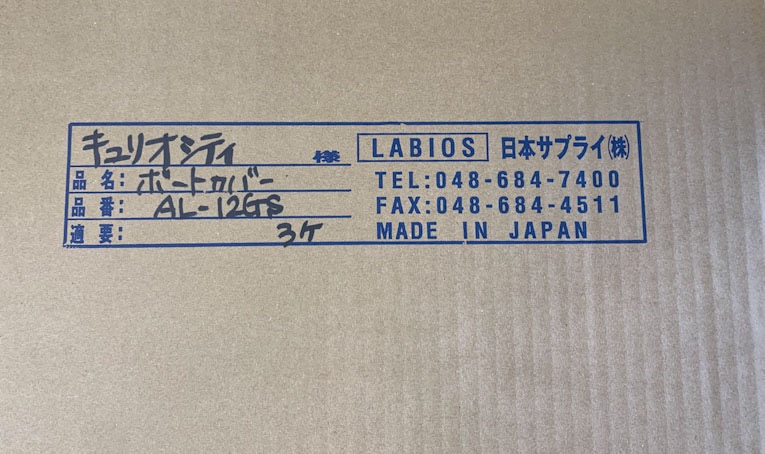 キュリオシティ 様
品名: ボートカバー
品番: AL-12GS
適要: 3ケ
LABIOS 日本サプライ(株)
TEL:048-684-7400
FAX:048-684-4511
MADE IN JAPAN